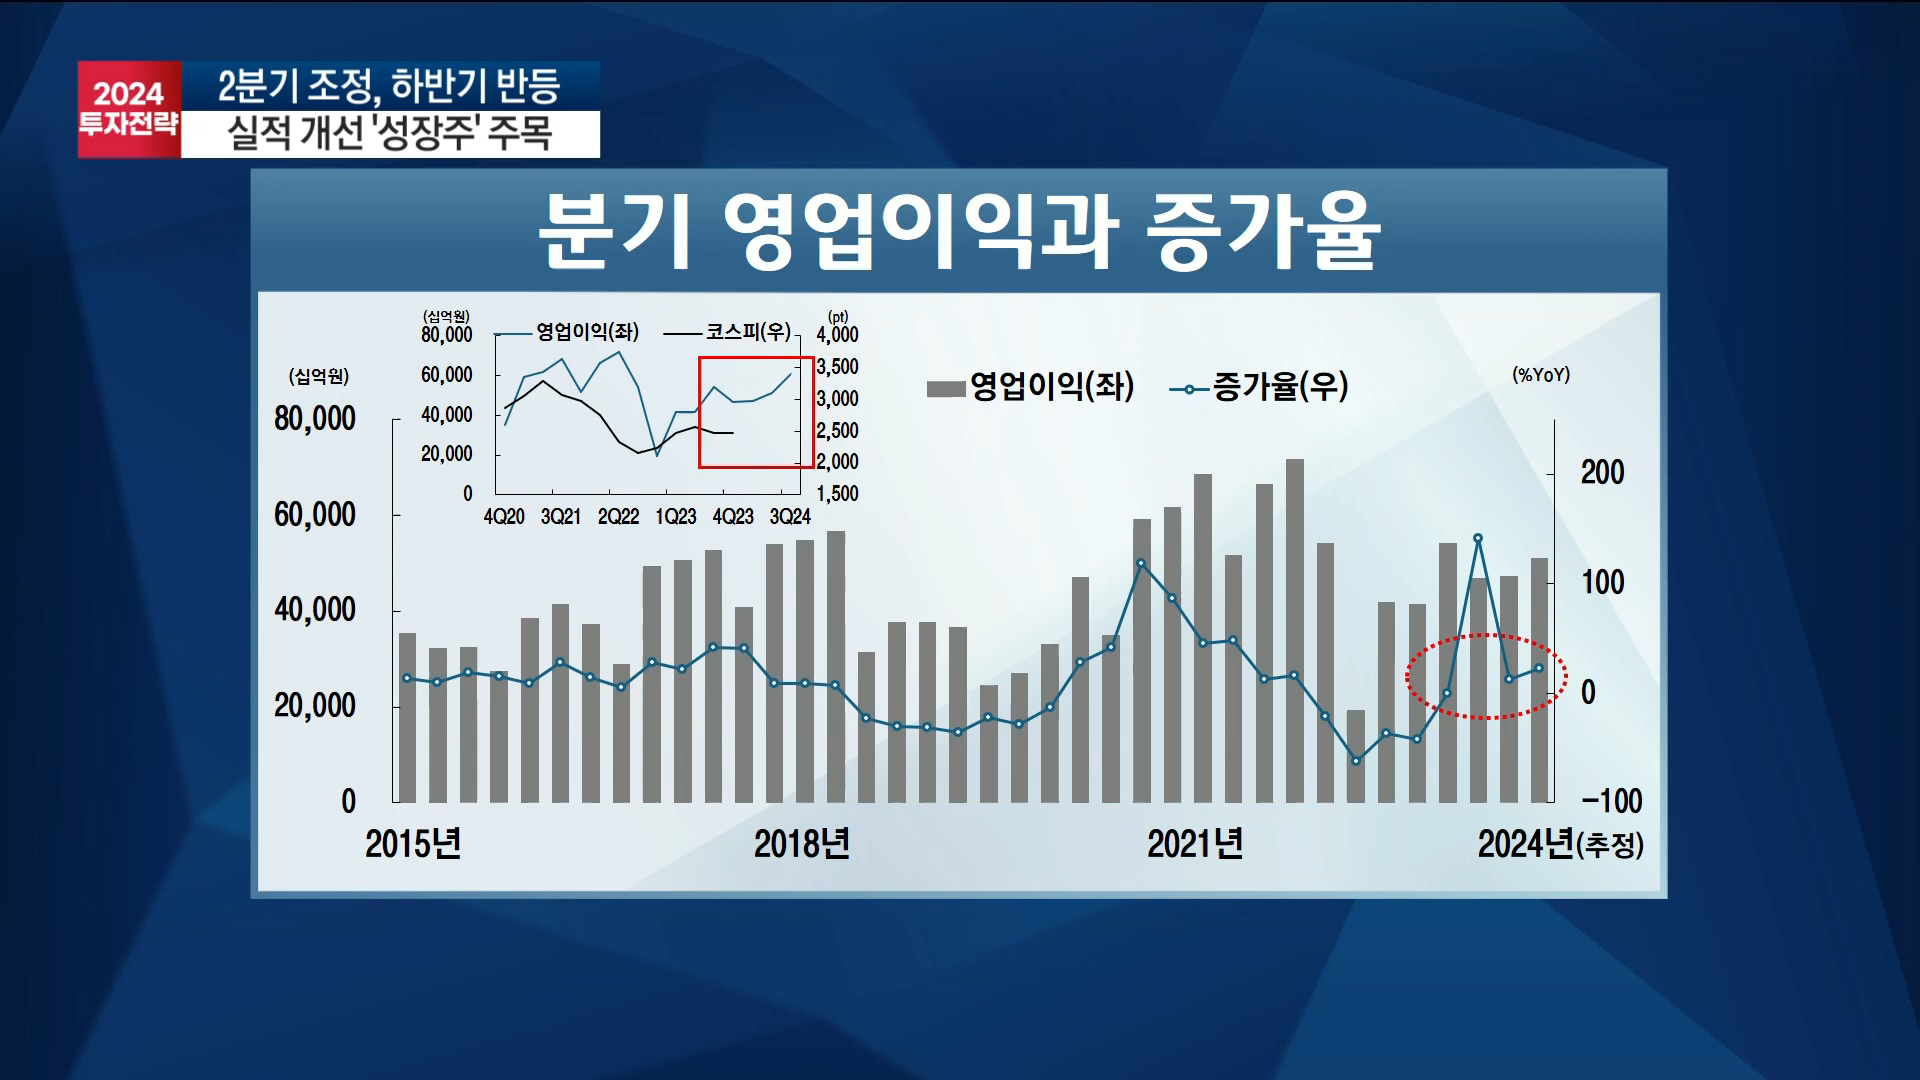 2024
투자전략
2분기 조정, 하반기 반등
실적 개선 '성장주' 주목
분기 영업이익과 증가율
(십억원)
(pt)
영업이익(좌)
코스피(우)
80,000
60,000
40,000
20,000
0
4,000
3,500
3,000
2,500
2,000
1,500
4Q20 3Q21 2Q22 1Q23 4Q23 3Q24
(십억원)
영업이익(좌)
증가율(우)
(%YoY)
80,000
60,000
40,000
20,000
0
200
100
0
-100
2015년 2018년 2021년 2024년(추정)